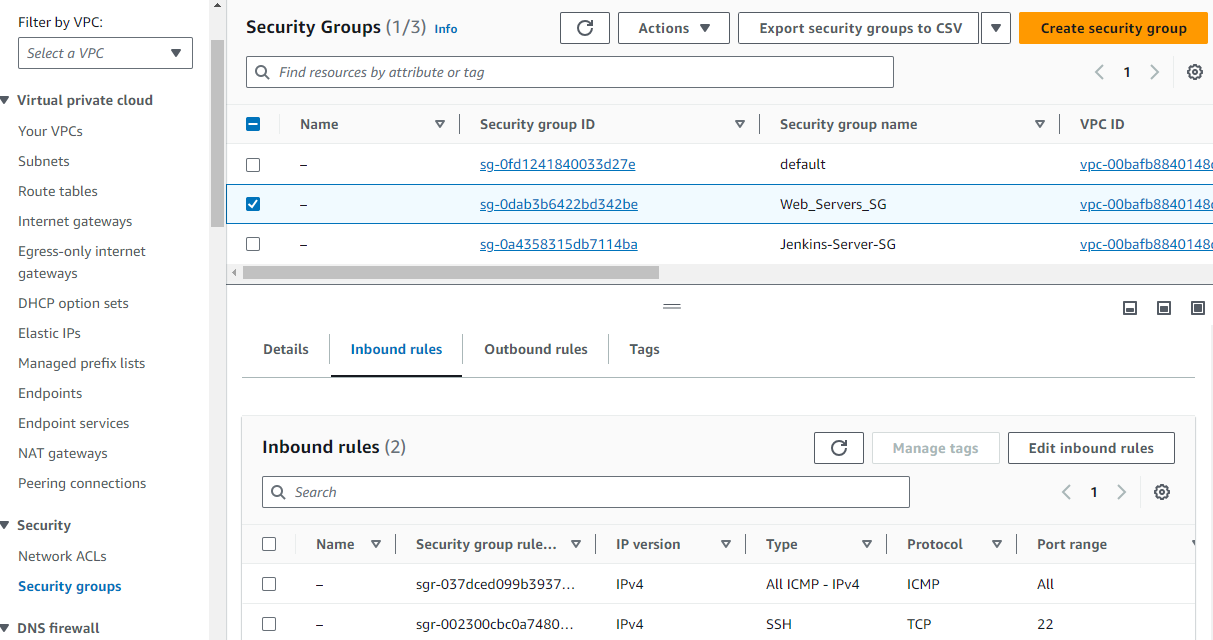 Filter by VPC:
Select a VPC
Virtual private cloud
Your VPCs
Subnets
Route tables
Internet gateways
Egress-only internet
gateways
DHCP option sets
Elastic IPs
Managed prefix lists
Endpoints
Endpoint services
NAT gateways
Peering connections
Security
Network ACLs
Security groups
DNS firewall
Security Groups (1/3) Info
Actions
Export security groups to CSV
Create security group
Find resources by attribute or tag
1
Name Security group ID Security group name VPC ID
– sg-0fd1241840033d27e default vpc-00bafb8840148
– sg-0dab3b6422bd342be Web_Servers_SG vpc-00bafb8840148
– sg-0a4358315db7114ba Jenkins-Server-SG vpc-00bafb8840148
Details Inbound rules Outbound rules Tags
Inbound rules (2)
Manage tags
Edit inbound rules
Search
1
Name Security group rule... IP version Type Protocol Port range
– sgr-037dced099b3937... IPv4 All ICMP - IPv4 ICMP All
– sgr-002300cbc0a7480... IPv4 SSH TCP 22